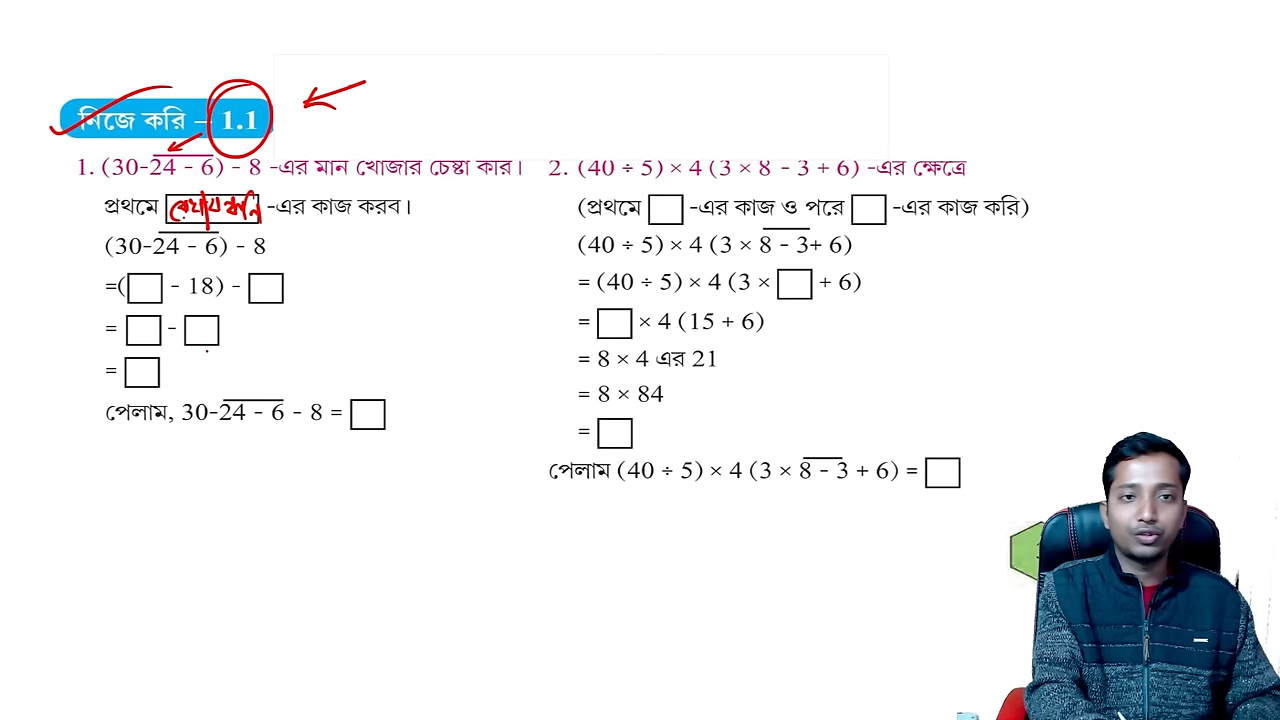 নিজে করি – 1.1
1. (30-24 - 6) - 8 -এর মান খোজার চেষ্টা কার।
প্রথমে রেখাবন্ধনী -এর কাজ করব।
(30-24 - 6) - 8
=(□ - 18) - □
= □ - □
= □
পেলাম, 30-24 - 6 - 8 = □
2. (40 ÷ 5) × 4 (3 × 8 - 3 + 6) -এর ক্ষেত্রে
(প্রথমে □ -এর কাজ ও পরে □ -এর কাজ করি)
(40 ÷ 5) × 4 (3 × 8 - 3+ 6)
= (40 ÷ 5) × 4 (3 × □ + 6)
= □ × 4 (15 + 6)
= 8 × 4 এর 21
= 8 × 84
= □
পেলাম (40 ÷ 5) × 4 (3 × 8 - 3 + 6) = □